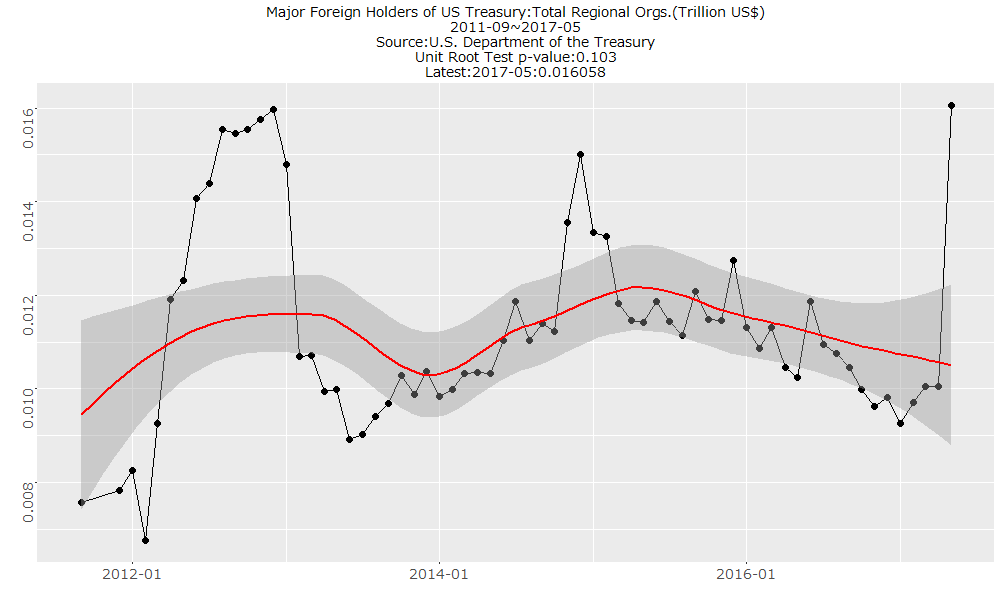 Major Foreign Holders of US Treasury:Total Regional Orgs.(Trillion US$)
2011-09~2017-05
Source:U.S. Department of the Treasury
Unit Root Test p-value:0.103
Latest:2017-05:0.016058
0.016
0.014
0.012
0.010
0.008
2012-01
2014-01
2016-01